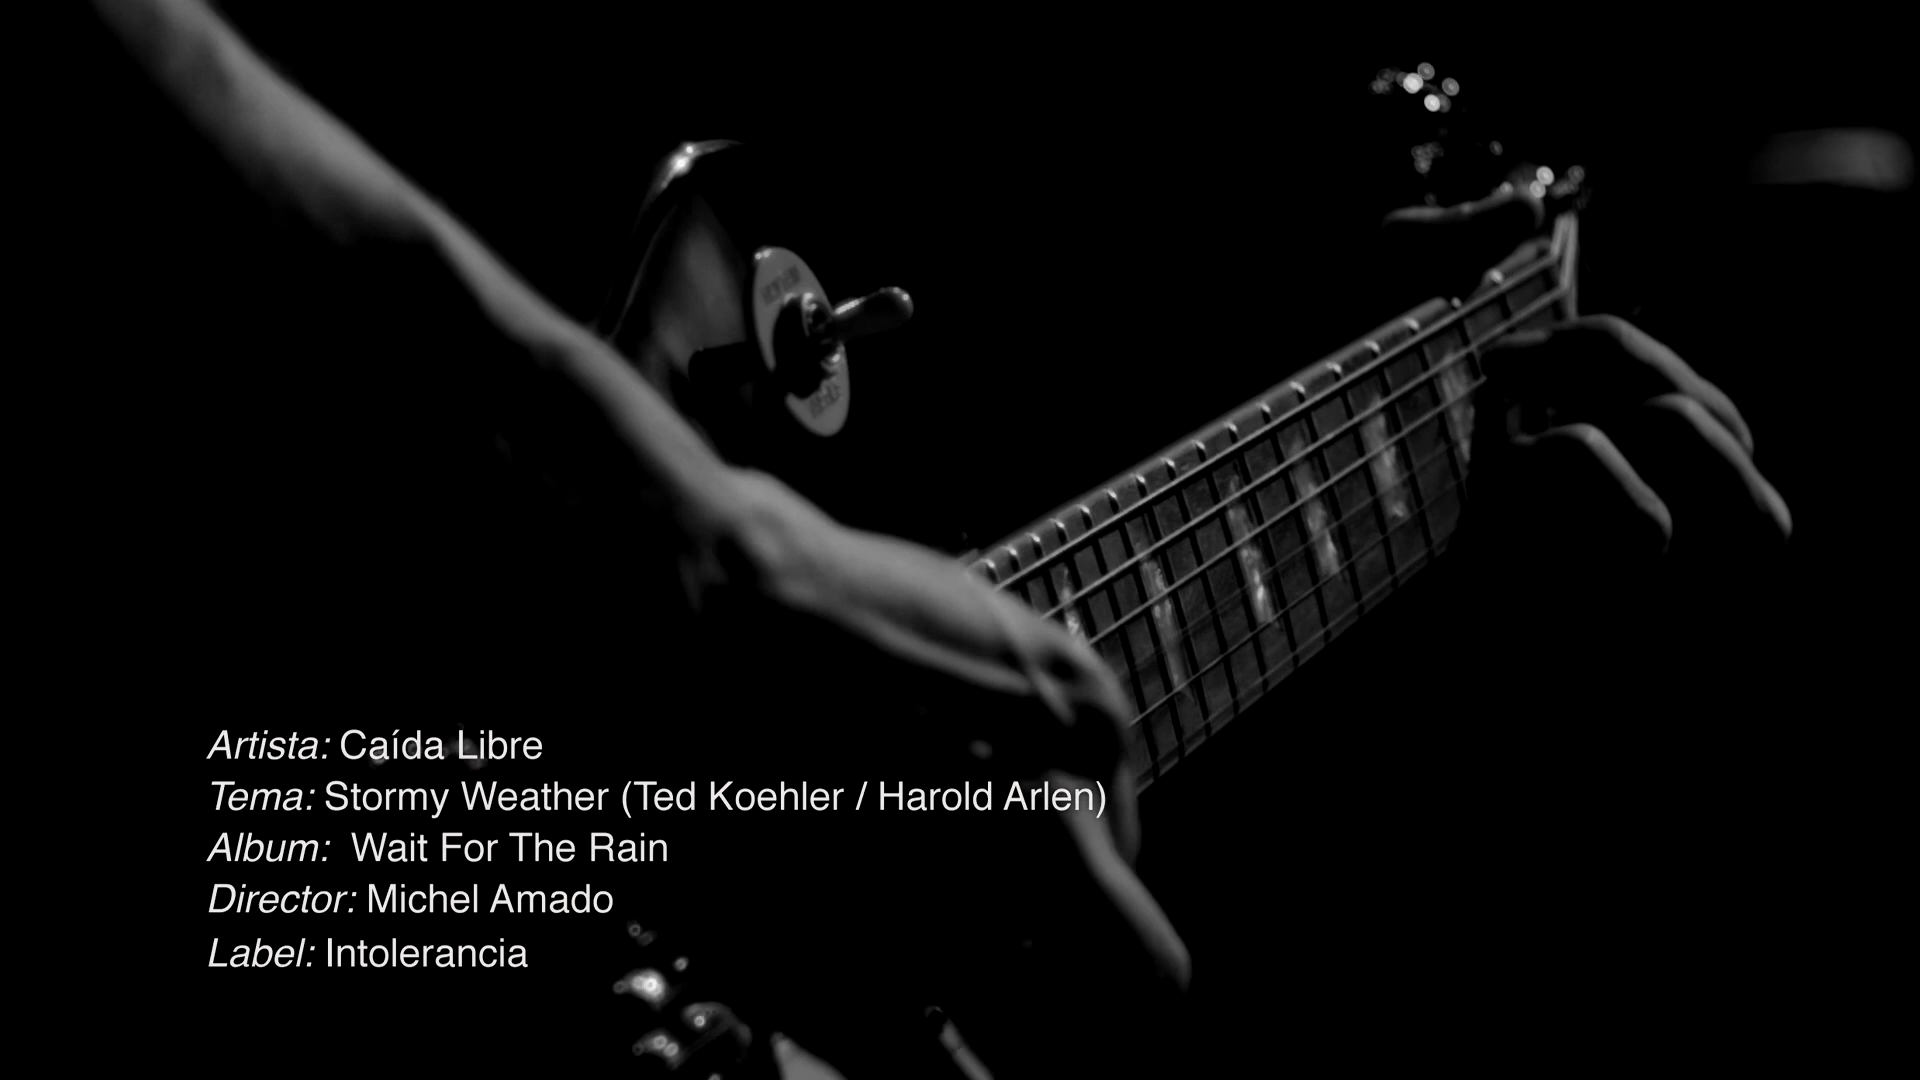 Artista: Caída Libre
Tema: Stormy Weather (Ted Koehler / Harold Arlen)
Album: Wait For The Rain
Director: Michel Amado
Label: Intolerancia